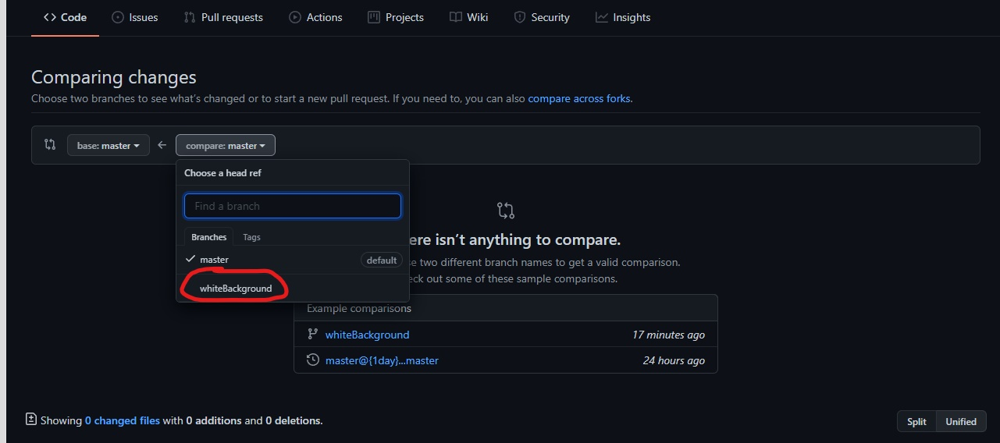 Code Issues Pull requests Actions Projects Wiki Security Insights
Comparing changes
Choose two branches to see what's changed or to start a new pull request. If you need to, you can also compare across forks.
base: master compare: master
Choose a head ref
Find a branch
Branches Tags
master default
whiteBackground
isn't anything to compare.
two different branch names to get a valid comparison.
out some of these sample comparisons.
Example comparisons
whiteBackground 17 minutes ago
master@{1day}...master 24 hours ago
Showing 0 changed files with 0 additions and 0 deletions.
Split Unified